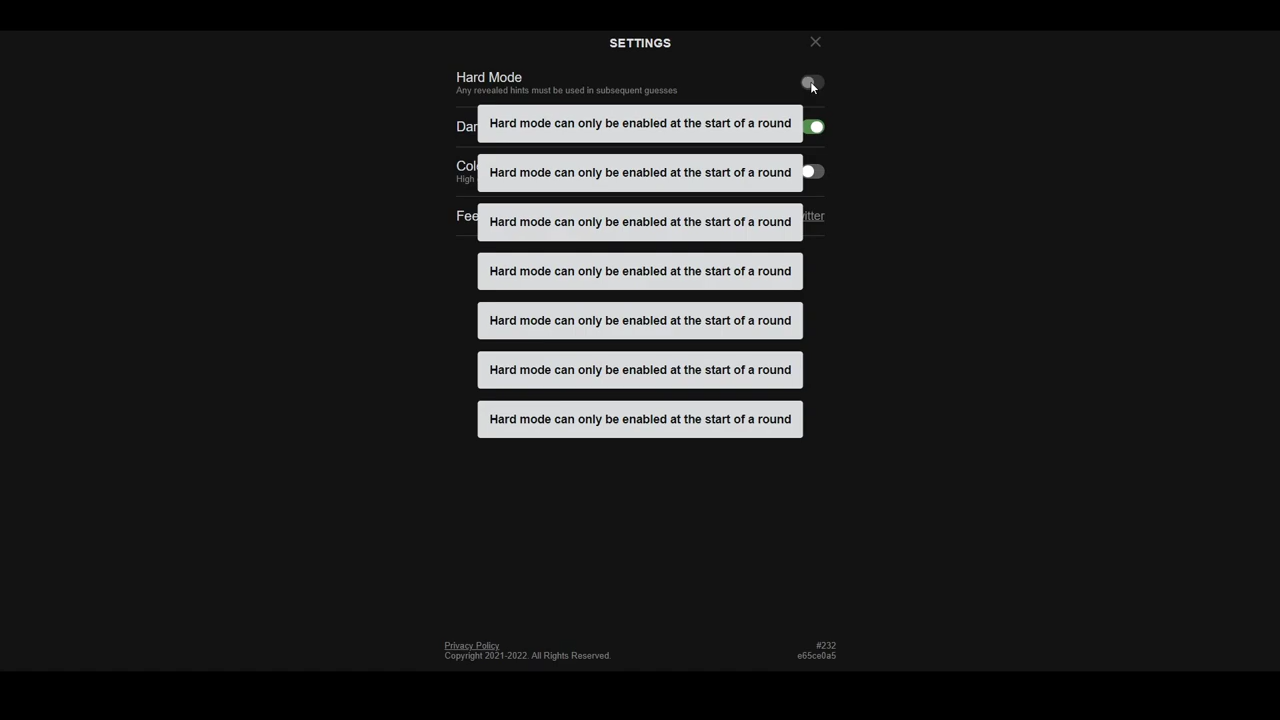 SETTINGS
Hard Mode
Any revealed hints must be used in subsequent guesses
Hard mode can only be enabled at the start of a round
Dar
Hard mode can only be enabled at the start of a round
Colo
High
Hard mode can only be enabled at the start of a round
Fee
itter
Hard mode can only be enabled at the start of a round
Hard mode can only be enabled at the start of a round
Hard mode can only be enabled at the start of a round
Hard mode can only be enabled at the start of a round
Privacy Policy
#232
Copyright 2021-2022. All Rights Reserved.
e65ce0a5